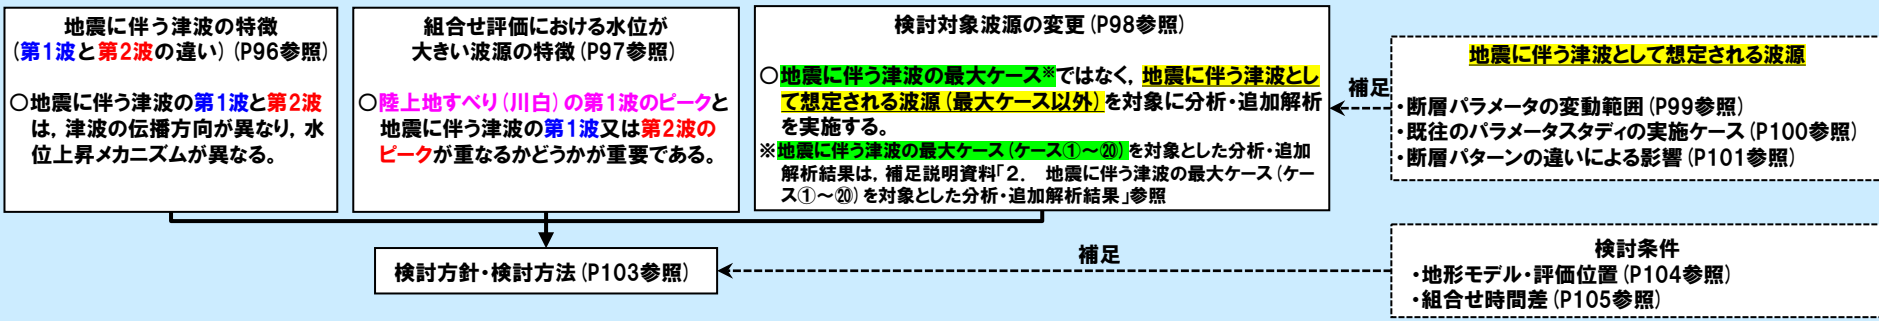 地震に伴う津波の特徴
(第1波と第2波の違い) (P96参照)
○地震に伴う津波の第1波と第2波
は，津波の伝播方向が異なり，水
位上昇メカニズムが異なる。
組合せ評価における水位が
大きい波源の特徴 (P97参照)
○陸上地すべり(川白)の第1波のピークと
地震に伴う津波の第1波又は第2波の
ピークが重なるかどうかが重要である。
検討対象波源の変更 (P98参照)
○地震に伴う津波の最大ケース※ではなく，地震に伴う津波とし
て想定される波源(最大ケース以外)を対象に分析・追加解析
を実施する。
※地震に伴う津波の最大ケース(ケース①～⑳)を対象とした分析・追加
解析結果は，補足説明資料「2． 地震に伴う津波の最大ケース(ケー
ス①～⑳)を対象とした分析・追加解析結果」参照
補足
地震に伴う津波として想定される波源
・断層パラメータの変動範囲 (P99参照)
・既往のパラメータスタディの実施ケース (P100参照)
・断層パターンの違いによる影響 (P101参照)
検討方針・検討方法 (P103参照)
補足
検討条件
・地形モデル・評価位置 (P104参照)
・組合せ時間差 (P105参照)